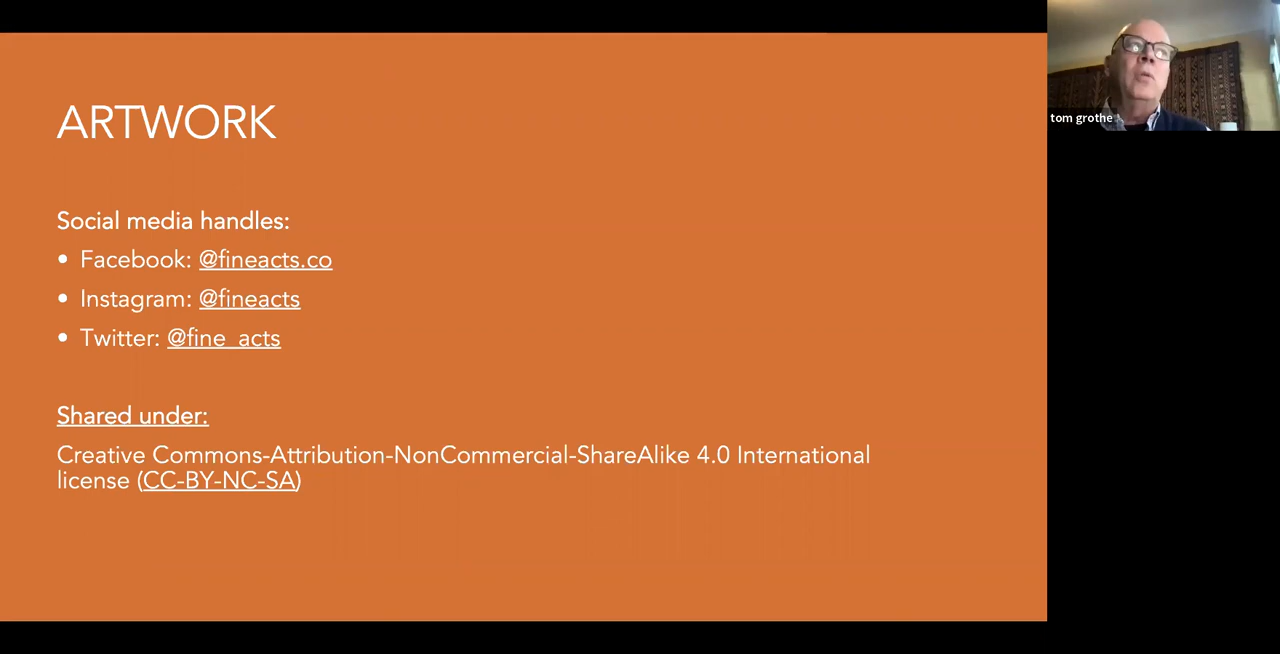 ARTWORK
Social media handles:
• Facebook: @fineacts.co
• Instagram: @fineacts
• Twitter: @fine_acts
Shared under:
Creative Commons-Attribution-NonCommercial-ShareAlike 4.0 International
license (CC-BY-NC-SA)
tom grothe